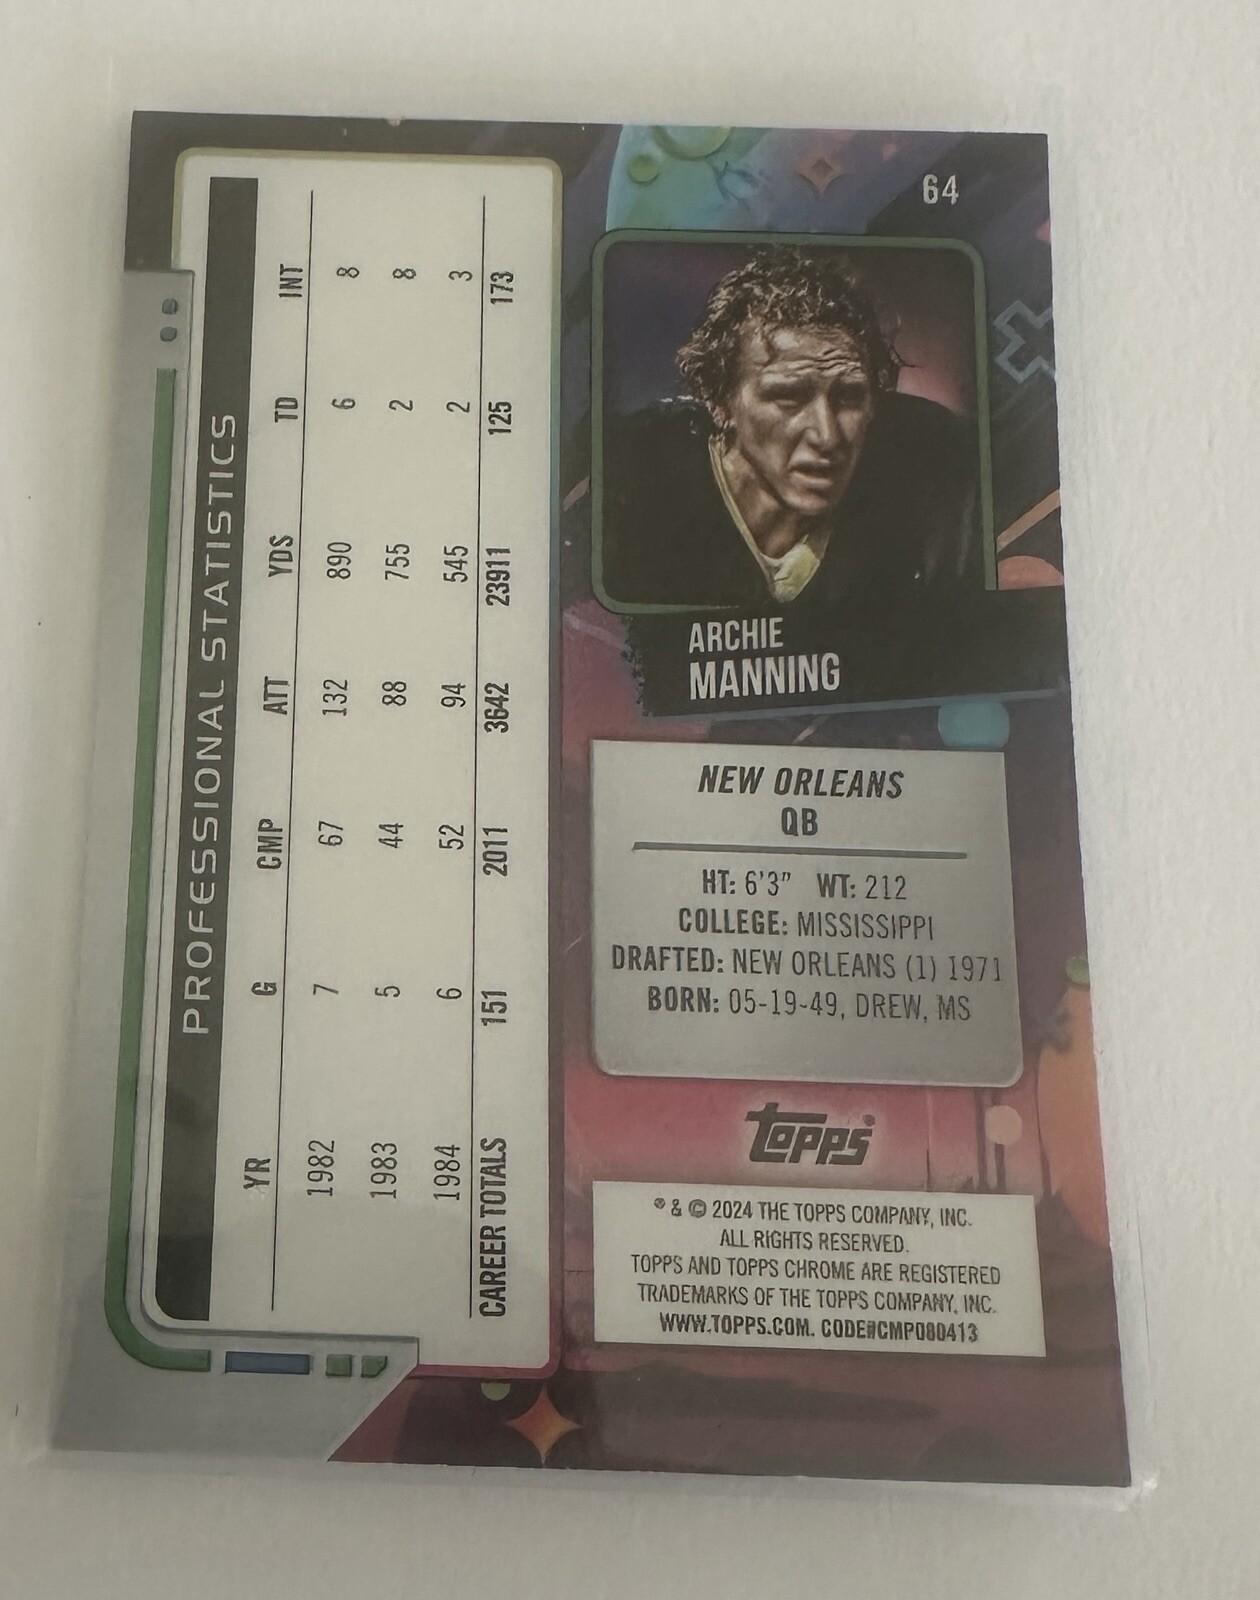 64
ARCHIE
MANNING
NEW ORLEANS
QB
HT: 6'3" WT: 212
COLLEGE: MISSISSIPPI
DRAFTED: NEW ORLEANS (1) 1971
BORN: 05-19-49, DREW, MS
TOPPS
® & © 2024 THE TOPPS COMPANY, INC.
ALL RIGHTS RESERVED.
TOPPS AND TOPPS CHROME ARE REGISTERED
TRADEMARKS OF THE TOPPS COMPANY, INC.
WWW.TOPPS.COM. CODE#CMP080413
PROFESSIONAL STATISTICS
YR G CMP ATT YDS TD INT
1982 7 67 132 890 6 8
1983 5 44 88 755 2 8
1984 6 52 94 545 2 3
CAREER TOTALS 151 2011 3642 23911 125 173